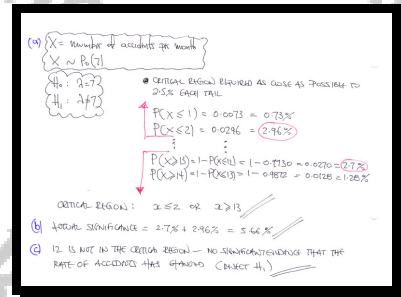 (a) X = number of accidents per month
X ~ Po(7)
H₀: λ=7
H₁: λ≠7
• CRITICAL REGION REQUIRED AS CLOSE AS POSSIBLE TO
2.5% EACH TAIL
P(X≤1) = 0.0073 = 0.73%
P(X≤2) = 0.0296 = 2.96%
⋮ ⋮
P(X≥13) = 1-P(X≤12) = 1-0.9730 = 0.0270 = 2.7%
P(X≥14) = 1-P(X≤13) = 1-0.9872 = 0.0128 = 1.28%
CRITICAL REGION: x≤2 OR x≥13
(b) ACTUAL SIGNIFICANCE = 2.7% + 2.96% = 5.66%
(c) 12 IS NOT IN THE CRITICAL REGION — NO SIGNIFICANT EVIDENCE THAT THE
RATE OF ACCIDENTS HAS CHANGED (REJECT H₁)